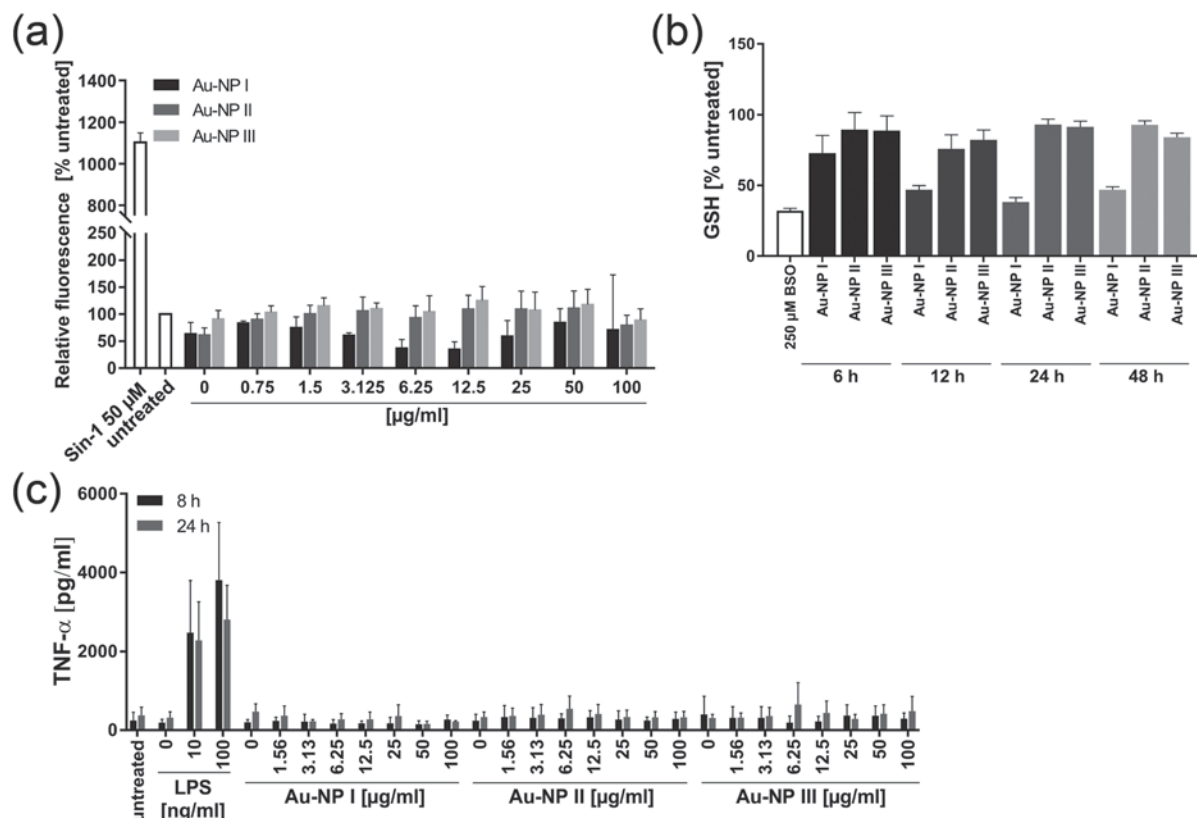 (a)
Relative fluorescence [% untreated]
1400
1200
1000
800
250
200
150
100
50
0
Au-NP I
Au-NP II
Au-NP III
Sin-1 50 µM
untreated
0 0.75 1.5 3.125 6.25 12.5 25 50 100
[µg/ml]
(b)
GSH [% untreated]
150
100
50
0
250 µM BSO
Au-NP I
Au-NP II
Au-NP III
Au-NP I
Au-NP II
Au-NP III
Au-NP I
Au-NP II
Au-NP III
Au-NP I
Au-NP II
Au-NP III
6 h 12 h 24 h 48 h
(c)
TNF-α [pg/ml]
6000
4000
2000
0
8 h
24 h
untreated
0 10 100
LPS
[ng/ml]
0 1.56 3.13 6.25 12.5 25 50 100
Au-NP I [µg/ml]
0 1.56 3.13 6.25 12.5 25 50 100
Au-NP II [µg/ml]
0 1.56 3.13 6.25 12.5 25 50 100
Au-NP III [µg/ml]